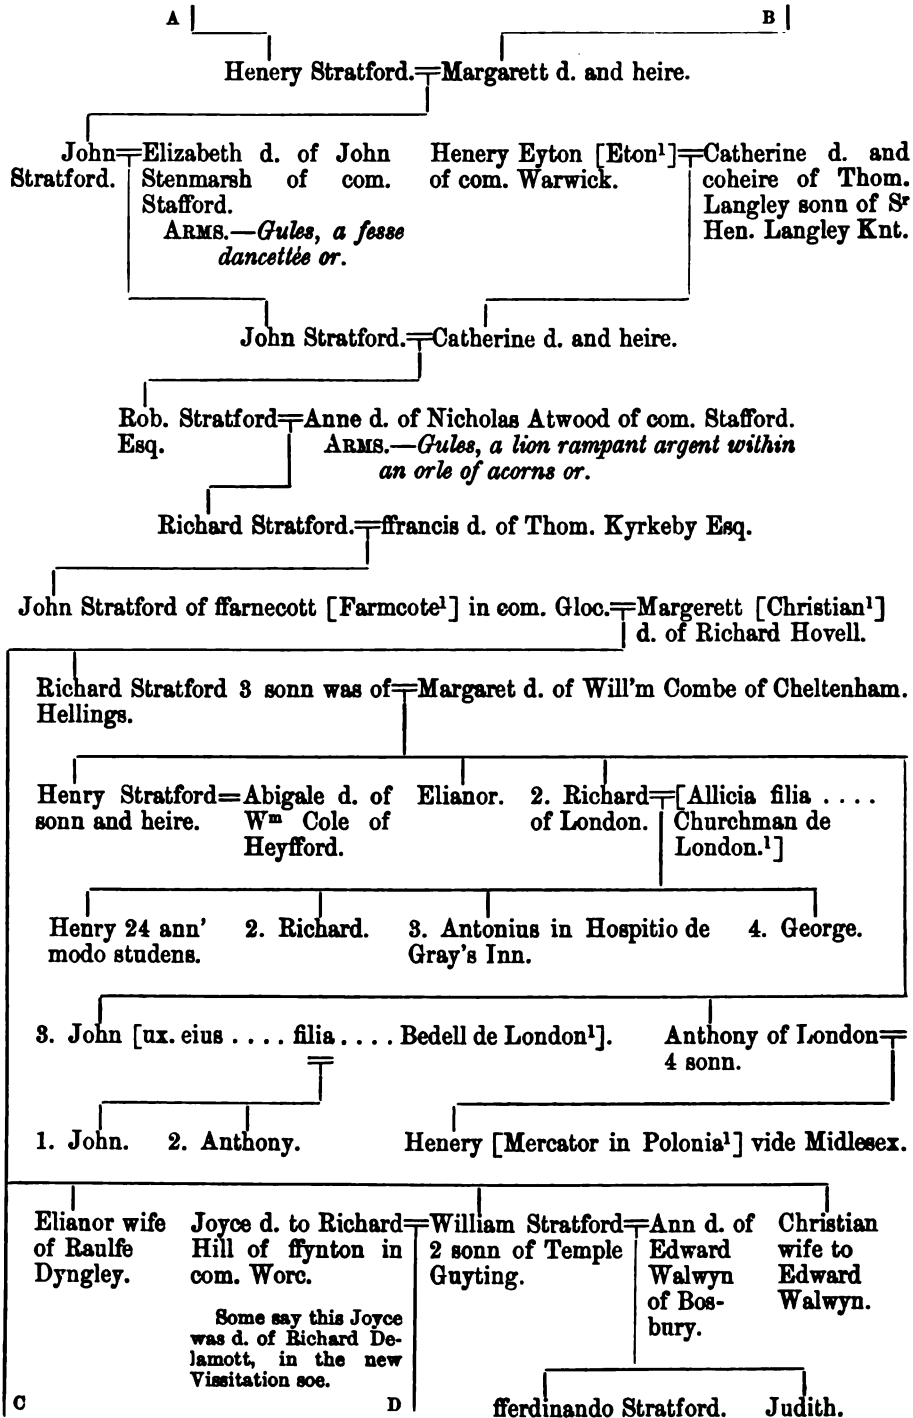 A B
Henery Stratford.=Margarett d. and heire.
John=Elizabeth d. of John
Stratford. Stenmarsh of com.
Stafford.
ARMS.—Gules, a fesse
dancettée or.
Henery Eyton [Eton¹]=Catherine d. and
of com. Warwick. coheire of Thom.
Langley sonn of Sʳ
Hen. Langley Knt.
John Stratford.=Catherine d. and heire.
Rob. Stratford=Anne d. of Nicholas Atwood of com. Stafford.
Esq. ARMS.—Gules, a lion rampant argent within
an orle of acorns or.
Richard Stratford.=ffrancis d. of Thom. Kyrkeby Esq.
John Stratford of ffarnecott [Farmcote¹] in com. Gloc.=Margerett [Christian¹]
d. of Richard Hovell.
Richard Stratford 3 sonn was of=Margaret d. of Will'm Combe of Cheltenham.
Hellings.
Henry Stratford=Abigale d. of
sonn and heire. Wᵐ Cole of
Heyfford.
Elianor.
2. Richard=[Allicia filia ....
of London. Churchman de
London.¹]
Henry 24 ann'
modo studens.
2. Richard.
3. Antonius in Hospitio de
Gray's Inn.
4. George.
3. John [ux. eius .... filia .... Bedell de London¹].
Anthony of London=
4 sonn.
1. John. 2. Anthony.
Henery [Mercator in Polonia¹] vide Midlesex.
Elianor wife
of Raulfe
Dyngley.
Joyce d. to Richard=William Stratford=Ann d. of
Hill of ffynton in 2 sonn of Temple Edward
com. Worc. Guyting. Walwyn
of Bos-
bury.
Some say this Joyce
was d. of Richard De-
lamott, in the new
Vissitation soe.
Christian
wife to
Edward
Walwyn.
C D
fferdinando Stratford. Judith.